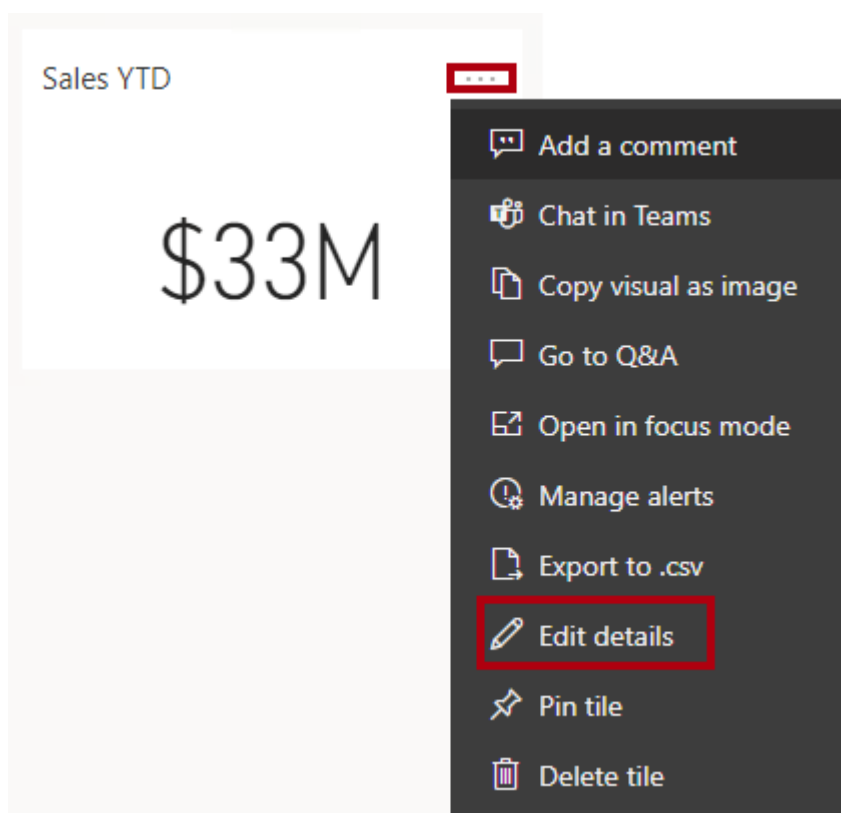 Sales YTD
...
$33M
Add a comment
Chat in Teams
Copy visual as image
Go to Q&A
Open in focus mode
Manage alerts
Export to .csv
Edit details
Pin tile
Delete tile